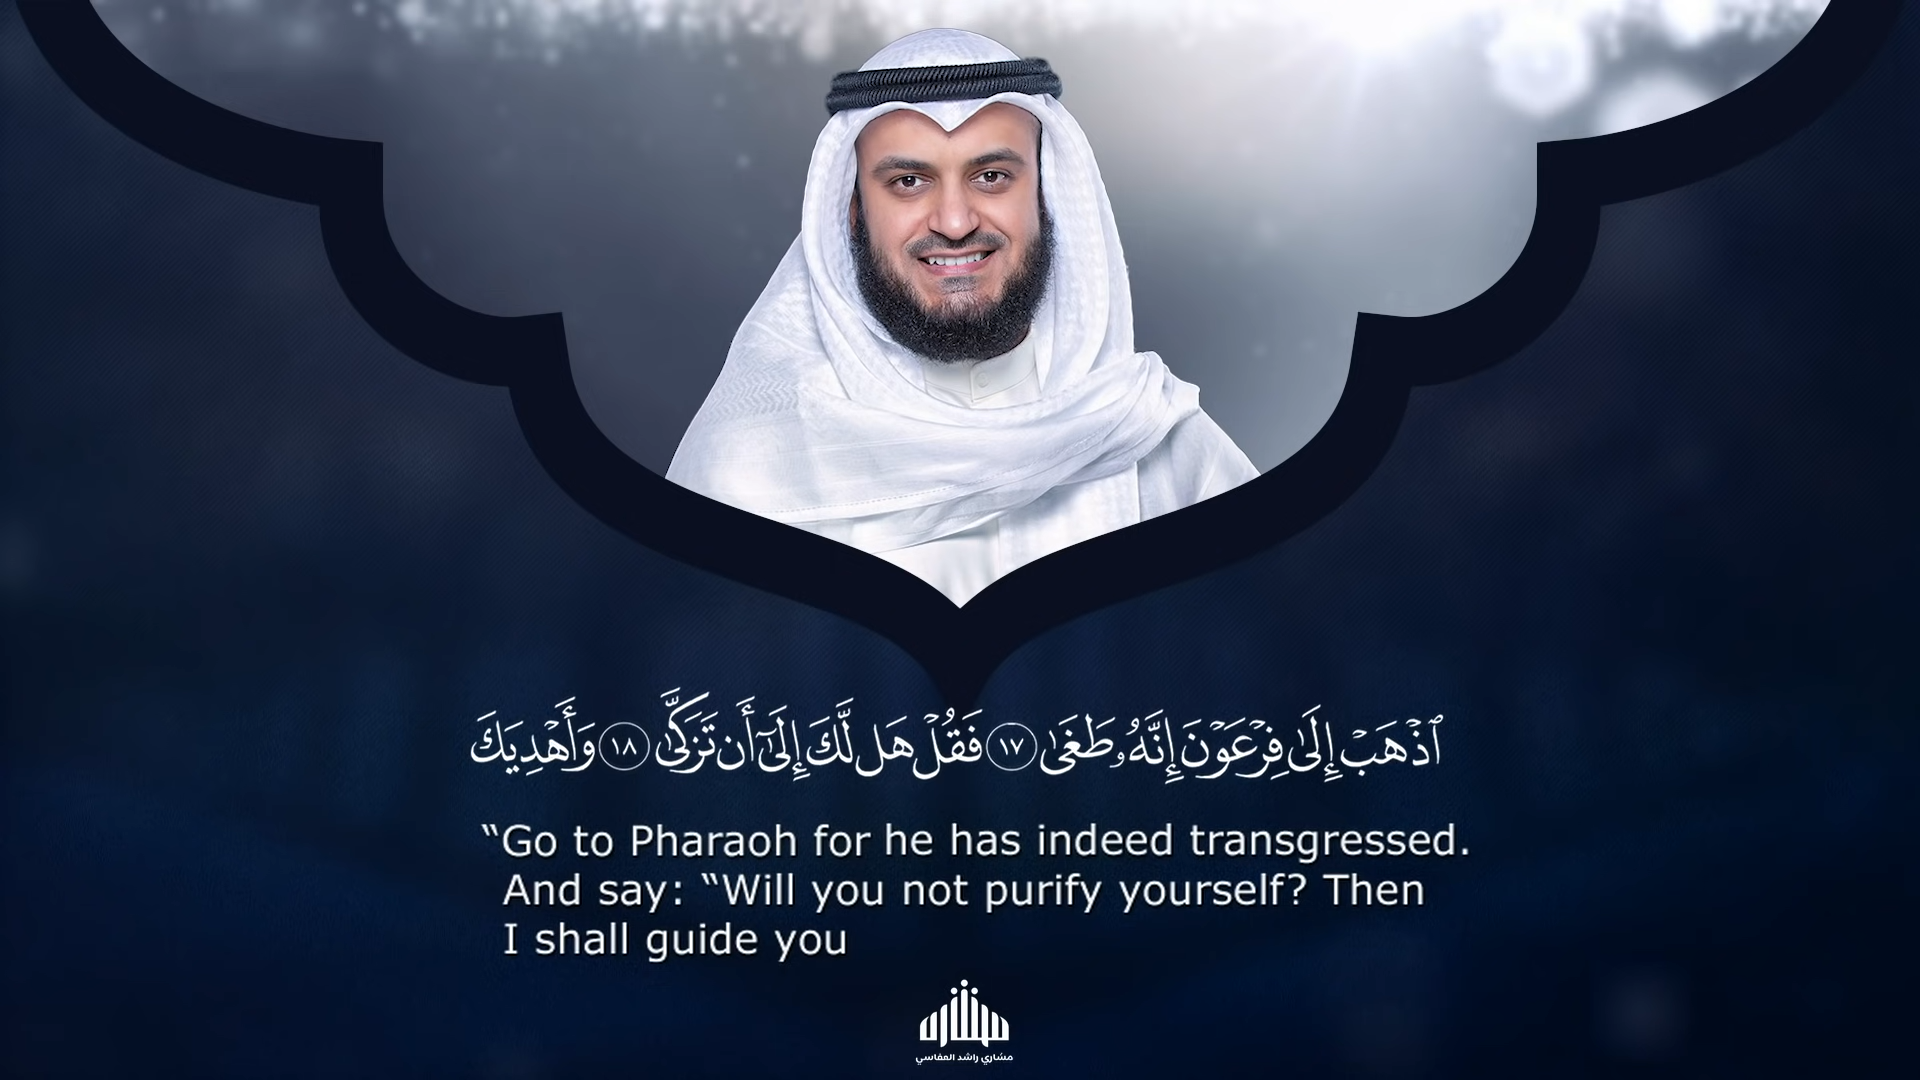 ٱذْهَبْ إِلَىٰ فِرْعَوْنَ إِنَّهُۥ طَغَىٰ ١٧ فَقُلْ هَل لَّكَ إِلَىٰٓ أَن تَزَكَّىٰ ١٨ وَأَهْدِيَكَ
“Go to Pharaoh for he has indeed transgressed.
And say: “Will you not purify yourself? Then
I shall guide you
مشاري راشد العفاسي